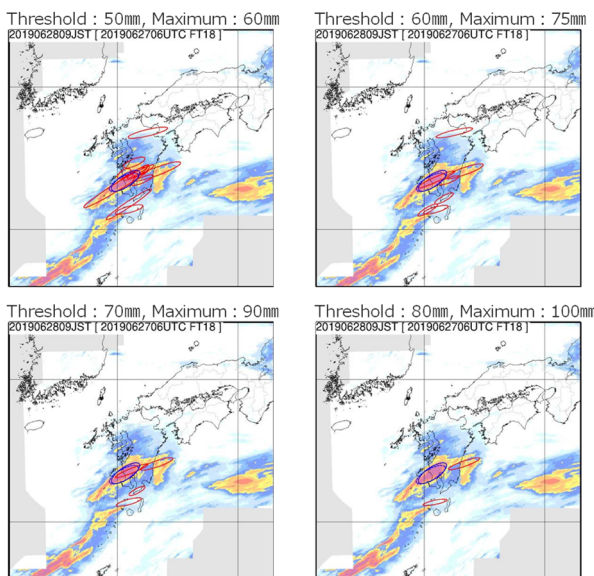 Threshold : 50㎜, Maximum : 60㎜
2019062809JST [ 2019062706UTC FT18 ]
Threshold : 60㎜, Maximum : 75㎜
2019062809JST [ 2019062706UTC FT18 ]
Threshold : 70㎜, Maximum : 90㎜
2019062809JST [ 2019062706UTC FT18 ]
Threshold : 80㎜, Maximum : 100㎜
2019062809JST [ 2019062706UTC FT18 ]